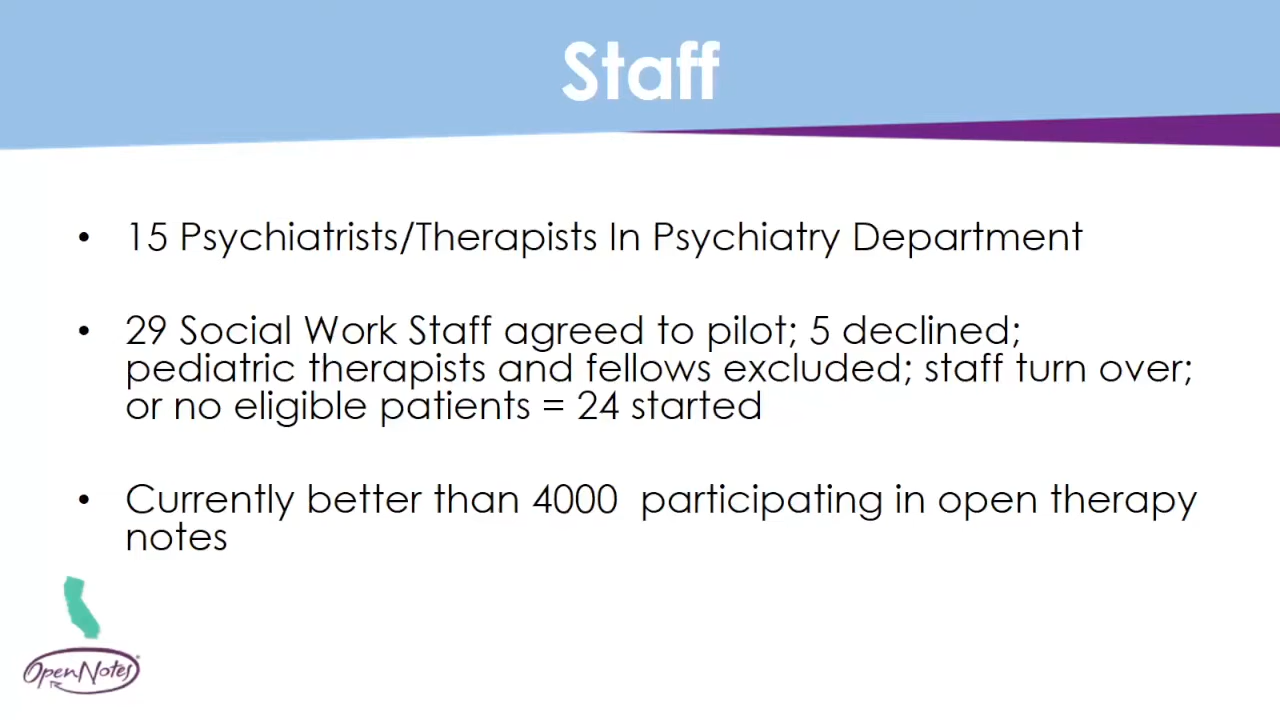 Staff
• 15 Psychiatrists/Therapists In Psychiatry Department
• 29 Social Work Staff agreed to pilot; 5 declined;
pediatric therapists and fellows excluded; staff turn over;
or no eligible patients = 24 started
• Currently better than 4000  participating in open therapy
notes
OpenNotes